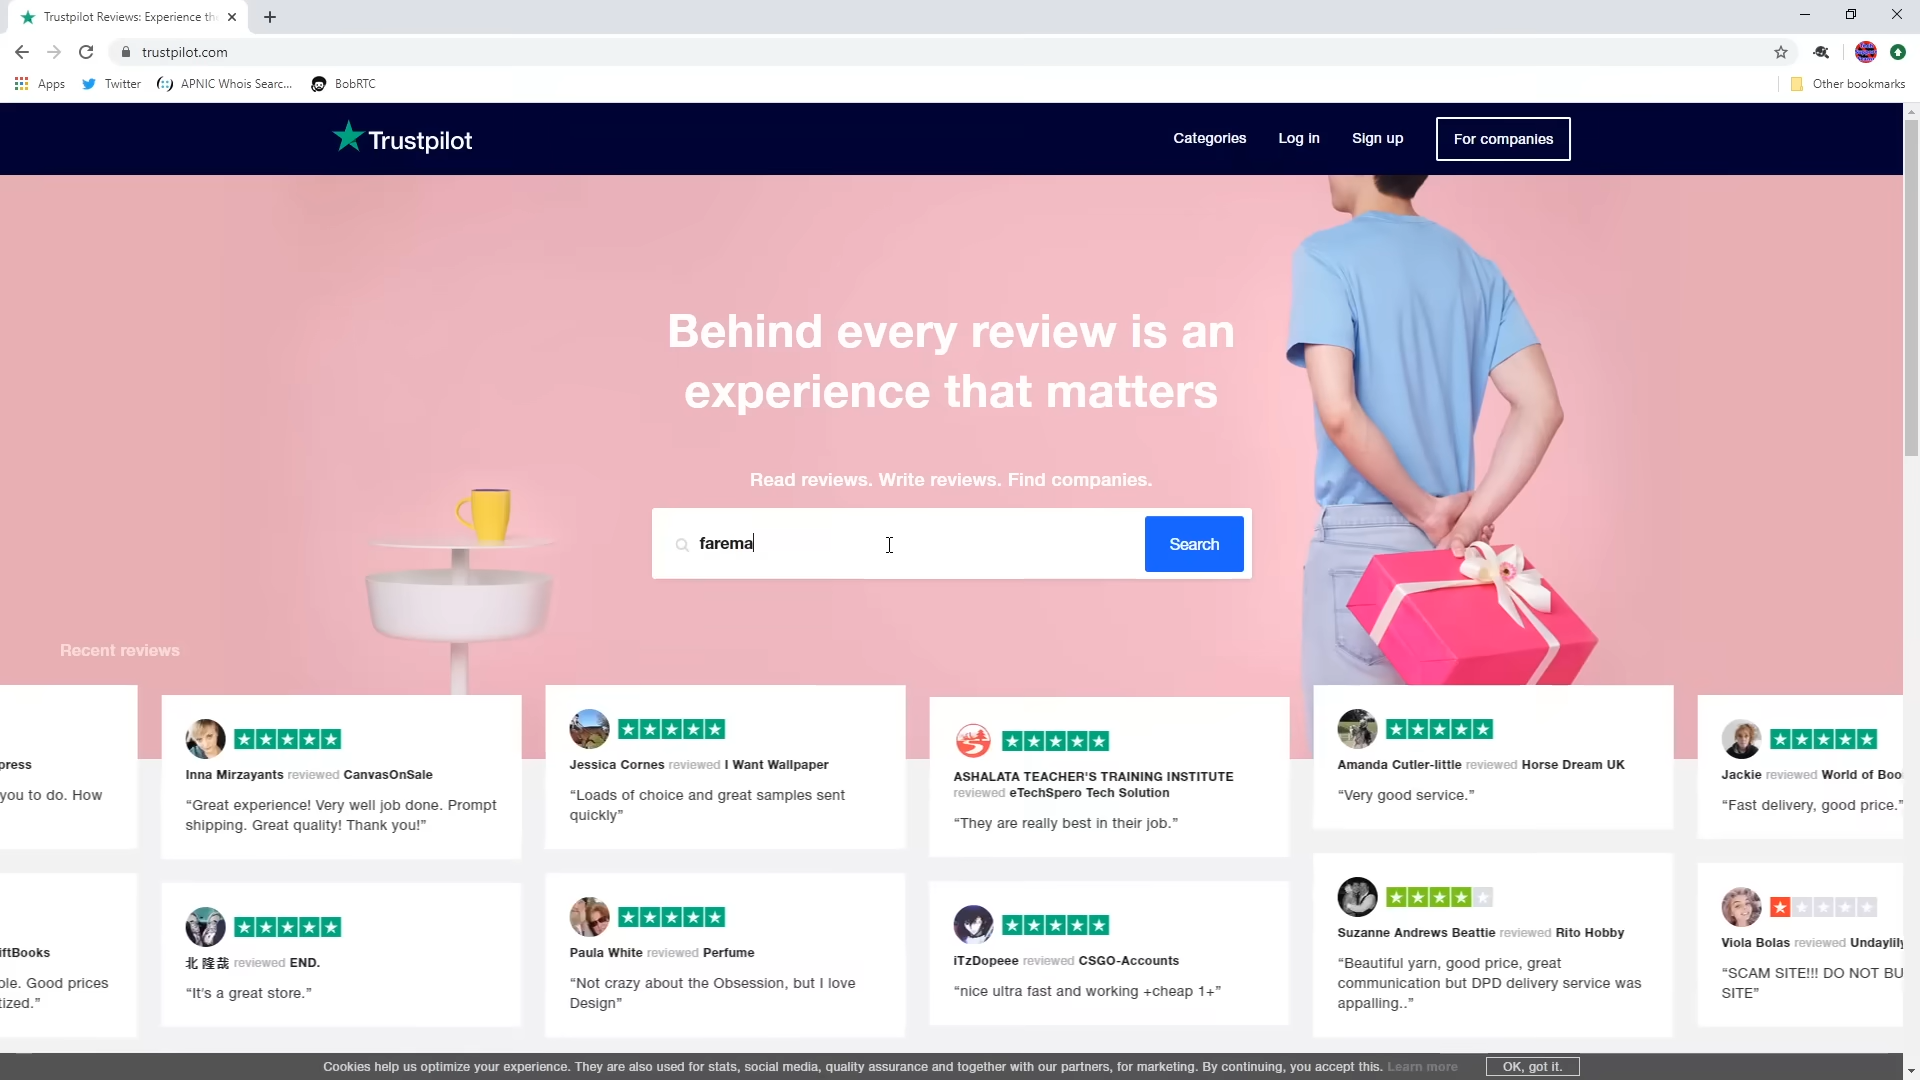 Trustpilot Reviews: Experience th
trustpilot.com
Apps
Twitter
APNIC Whois Searc...
BobRTC
Other bookmarks
Trustpilot
Categories
Log in
Sign up
For companies
Behind every review is an
experience that matters
Read reviews. Write reviews. Find companies.
farema
Search
Recent reviews
press
you to do. How
Inna Mirzayants reviewed CanvasOnSale
“Great experience! Very well job done. Prompt
shipping. Great quality! Thank you!”
Jessica Cornes reviewed I Want Wallpaper
“Loads of choice and great samples sent
quickly”
ASHALATA TEACHER'S TRAINING INSTITUTE
reviewed eTechSpero Tech Solution
“They are really best in their job.”
Amanda Cutler-little reviewed Horse Dream UK
“Very good service.”
Jackie reviewed World of Boo
“Fast delivery, good price.”
iftBooks
ole. Good prices
tized.”
北 隆哉 reviewed END.
“It's a great store.”
Paula White reviewed Perfume
“Not crazy about the Obsession, but I love
Design”
iTzDopeee reviewed CSGO-Accounts
“nice ultra fast and working +cheap 1+”
Suzanne Andrews Beattie reviewed Rito Hobby
“Beautiful yarn, good price, great
communication but DPD delivery service was
appalling..”
Viola Bolas reviewed Undaylily
“SCAM SITE!!! DO NOT BU
SITE”
Cookies help us optimize your experience. They are also used for stats, social media, quality assurance and together with our partners, for marketing. By continuing, you accept this. Learn more
OK, got it.